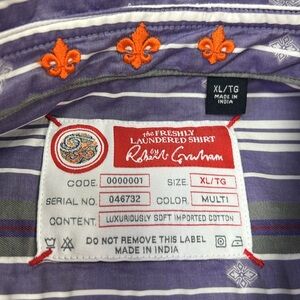 XL/TG
MADE IN
INDIA
the FRESHLY
LAUNDERED SHIRT
BY
Robert Graham
CODE. 0000001 SIZE. XL/TG
SERIAL NO. 046732 COLOR. MULTI
CONTENT. LUXURIOUSLY SOFT IMPORTED COTTON
DO NOT REMOVE THIS LABEL
MADE IN INDIA